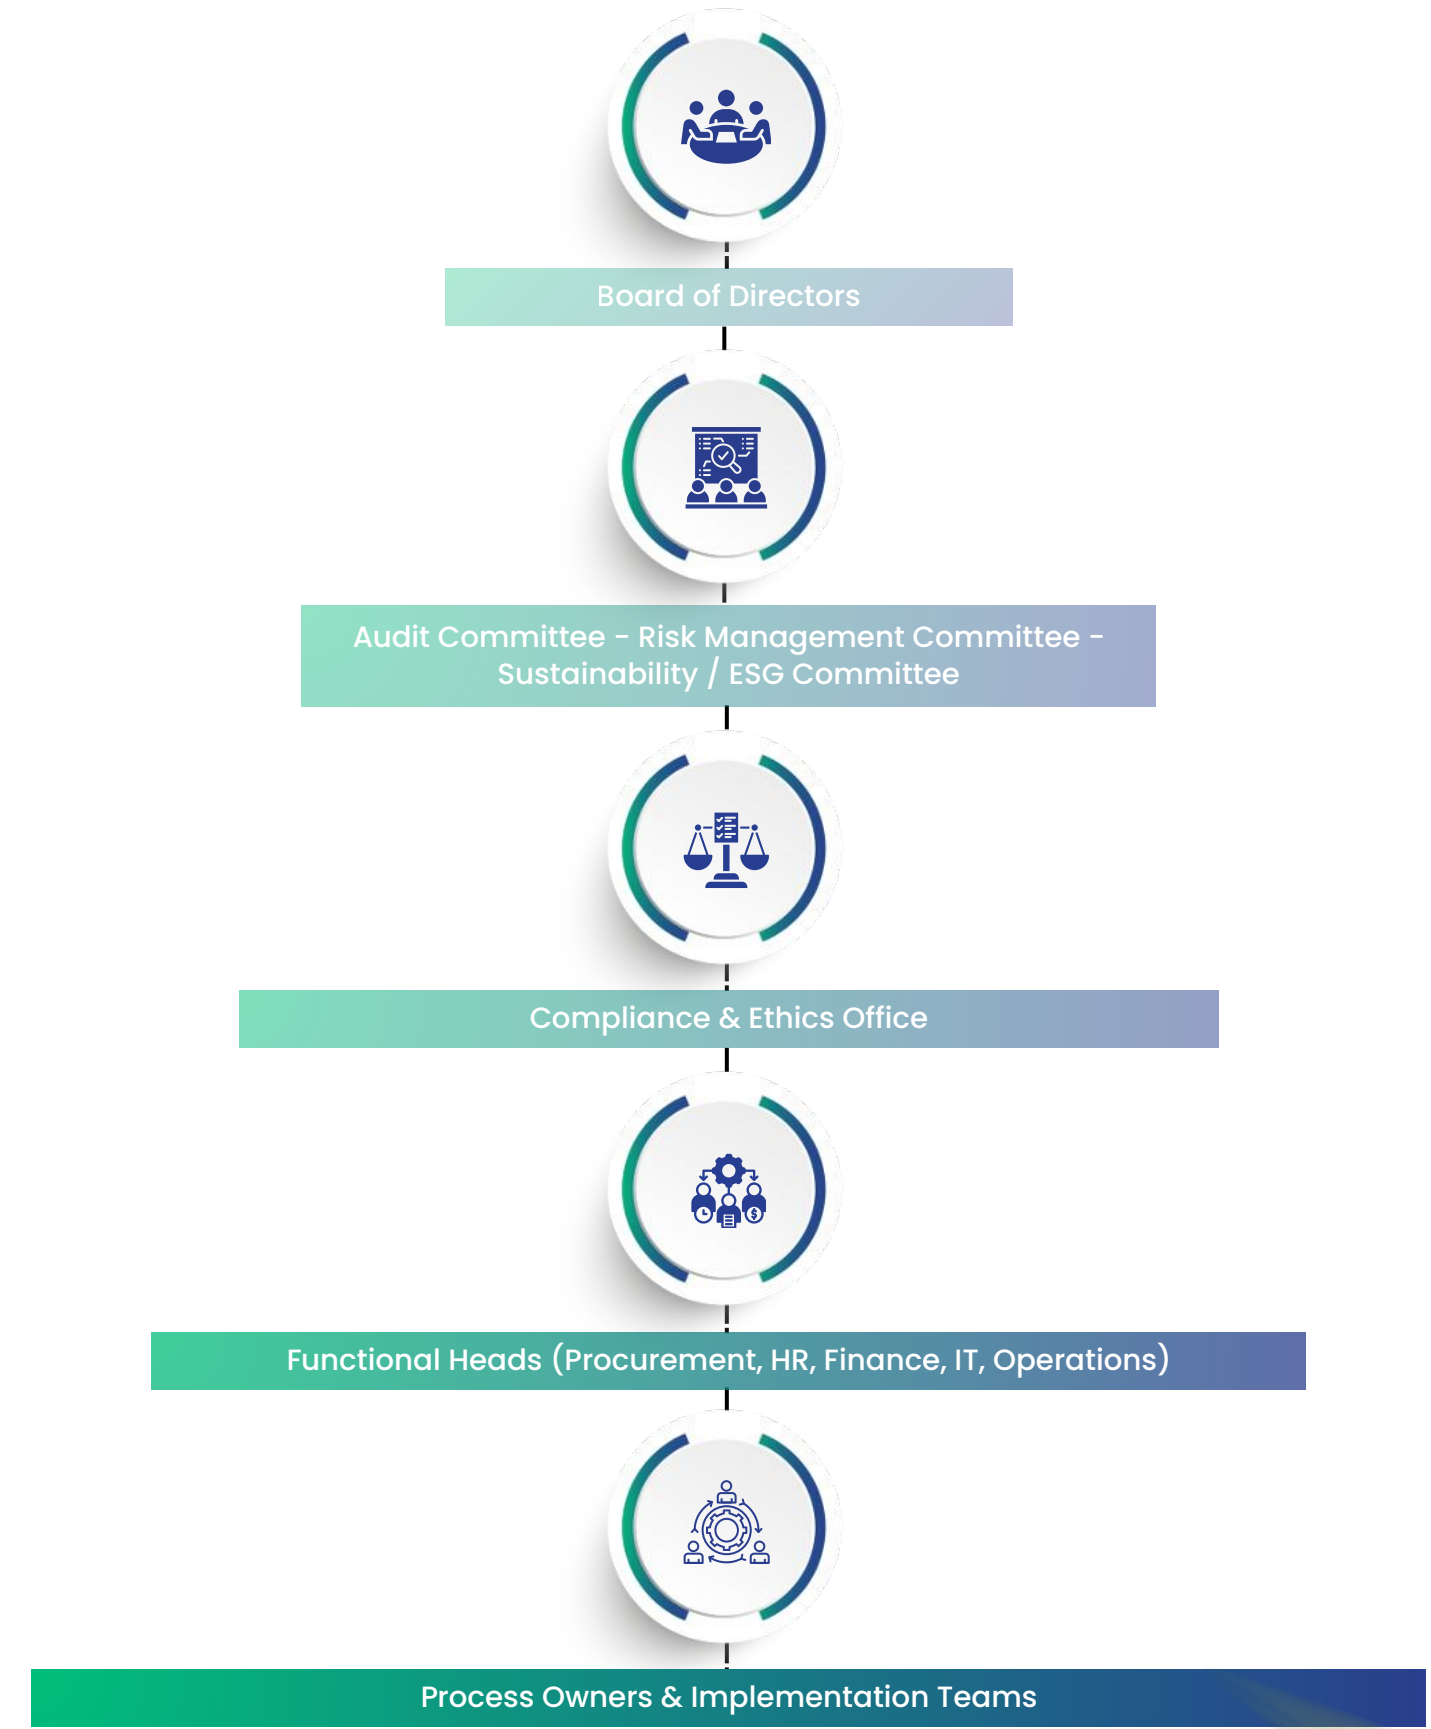 Board of Directors
Audit Committee - Risk Management Committee -
Sustainability / ESG Committee
Compliance & Ethics Office
Functional Heads (Procurement, HR, Finance, IT, Operations)
Process Owners & Implementation Teams